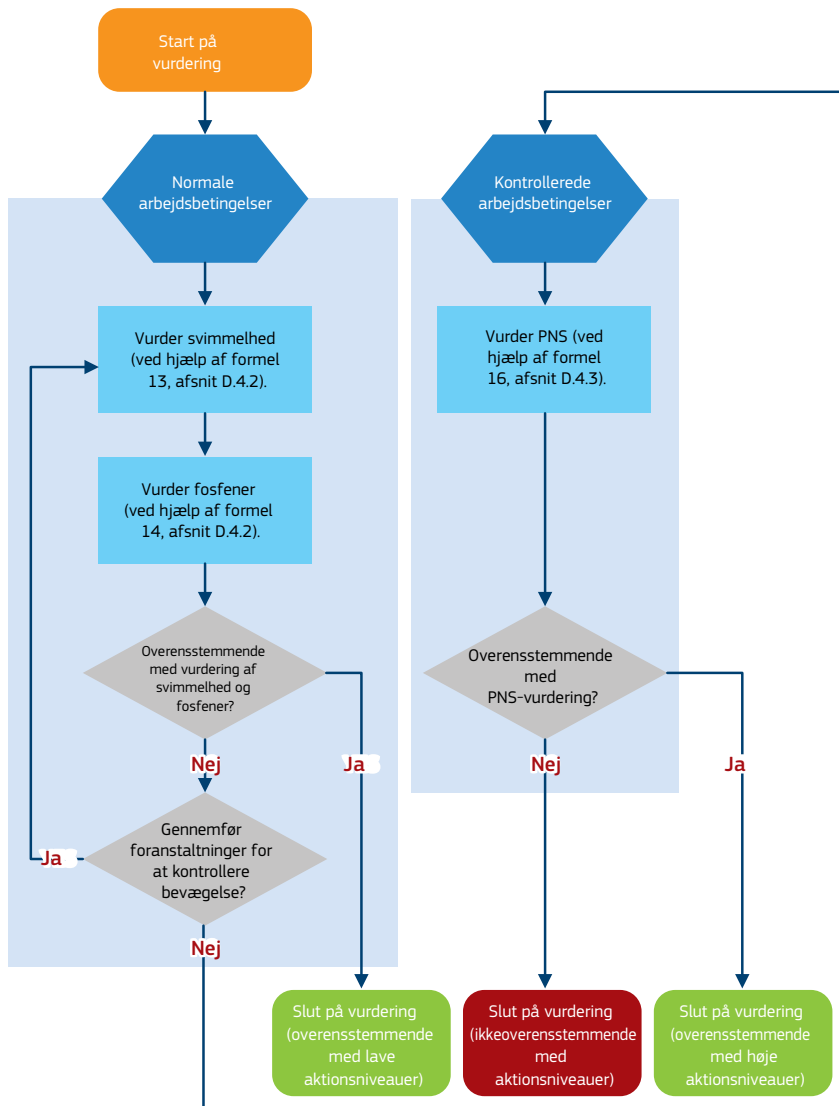 Start på
vurdering
Normale
arbejdsbetingelser
Vurder svimmelhed
(ved hjælp af formel
13, afsnit D.4.2).
Vurder fosfener
(ved hjælp af formel
14, afsnit D.4.2).
Overensstemmende
med vurdering af
svimmelhed og
fosfener?
Nej
Ja
Gennemfør
foranstaltninger for
at kontrollere
bevægelse?
Ja
Nej
Slut på vurdering
(overensstemmende
med lave
aktionsniveauer)
Kontrollerede
arbejdsbetingelser
Vurder PNS (ved
hjælp af formel
16, afsnit D.4.3).
Overensstemmende
med
PNS-vurdering?
Nej
Ja
Slut på vurdering
(ikkeoverensstemmende
med
aktionsniveauer)
Slut på vurdering
(overensstemmende
med høje
aktionsniveauer)